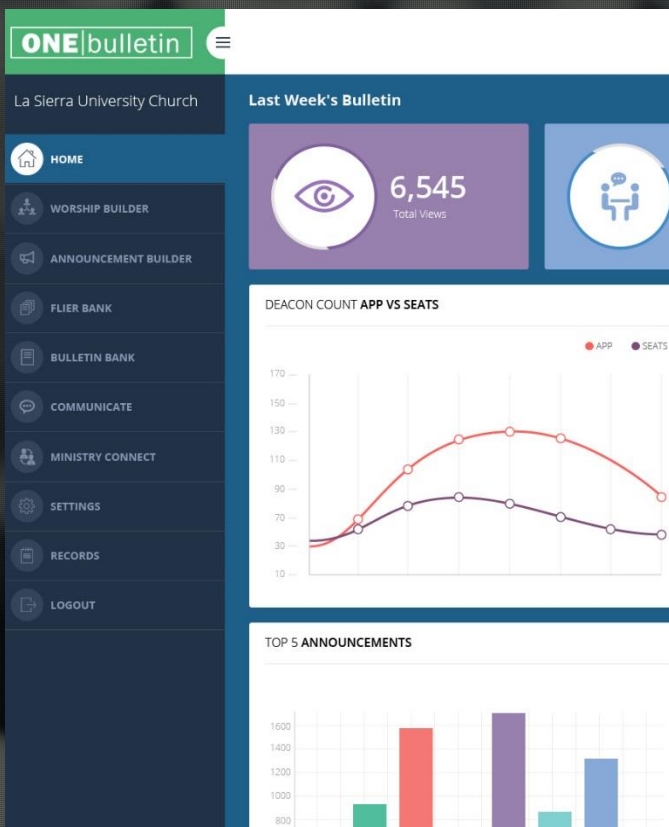 ONE|bulletin
La Sierra University Church
HOME
WORSHIP BUILDER
ANNOUNCEMENT BUILDER
FLIER BANK
BULLETIN BANK
COMMUNICATE
MINISTRY CONNECT
SETTINGS
RECORDS
LOGOUT
Last Week's Bulletin
6,545
Total Views
DEACON COUNT APP VS SEATS
APP SEATS
170
150
130
110
90
70
30
10
TOP 5 ANNOUNCEMENTS
1600
1400
1200
1000
800